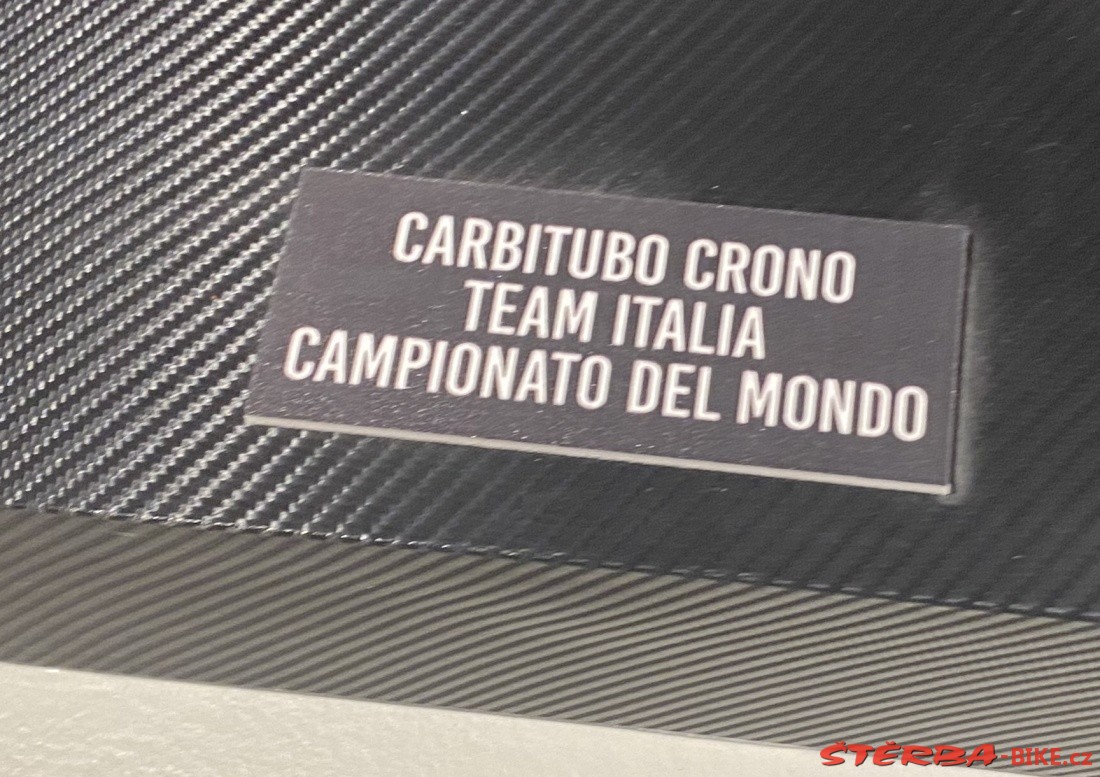 CARBITUBO CRONO
TEAM ITALIA
CAMPIONATO DEL MONDO
ŠTĚRBA-BIKE.cz